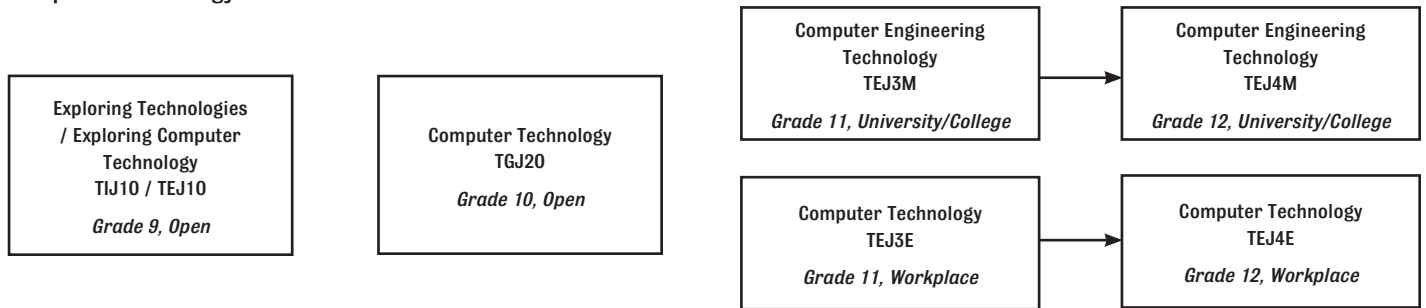 Exploring Technologies
/ Exploring Computer
Technology
TIJ10 / TEJ10
Grade 9, Open
Computer Technology
TGJ20
Grade 10, Open
Computer Engineering
Technology
TEJ3M
Grade 11, University/College
Computer Engineering
Technology
TEJ4M
Grade 12, University/College
Computer Technology
TEJ3E
Grade 11, Workplace
Computer Technology
TEJ4E
Grade 12, Workplace